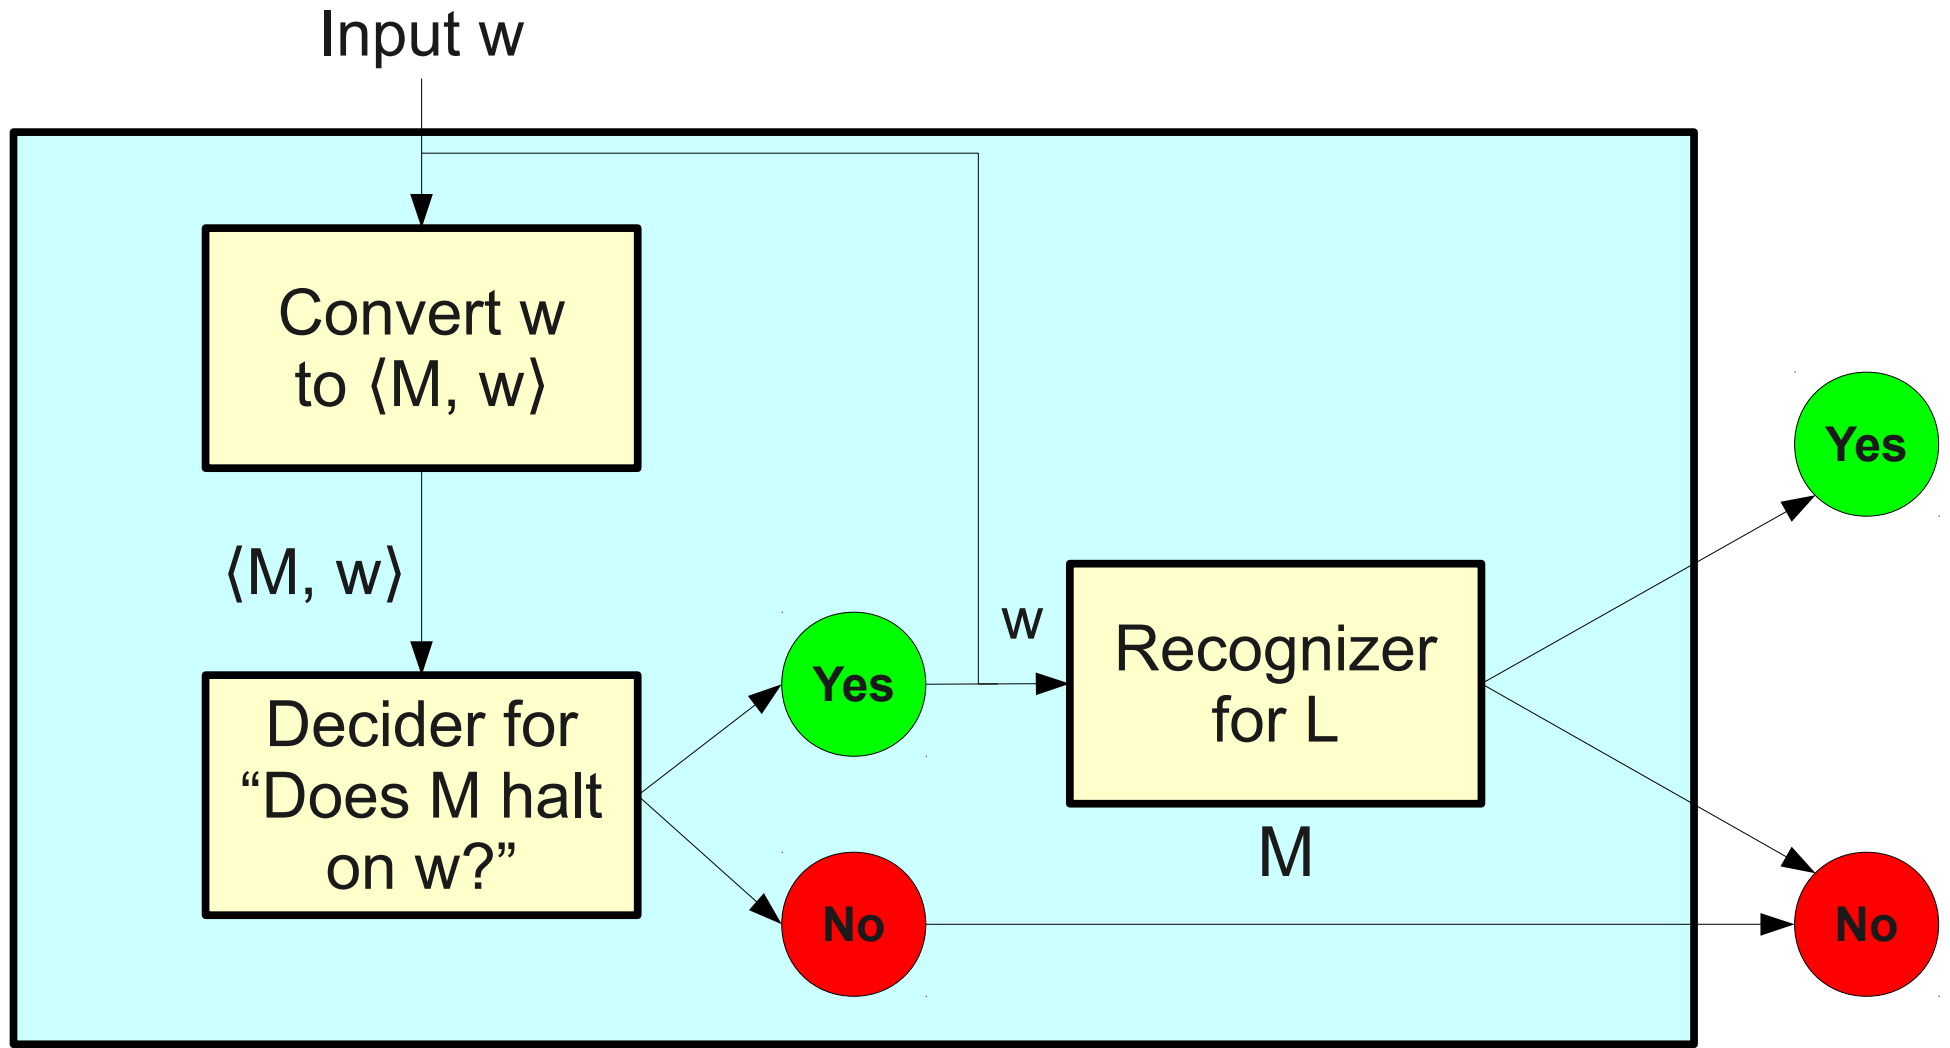 Input w
Convert w
to ⟨M, w⟩
⟨M, w⟩
Decider for
“Does M halt
on w?”
Yes
No
w
Recognizer
for L
M
Yes
No